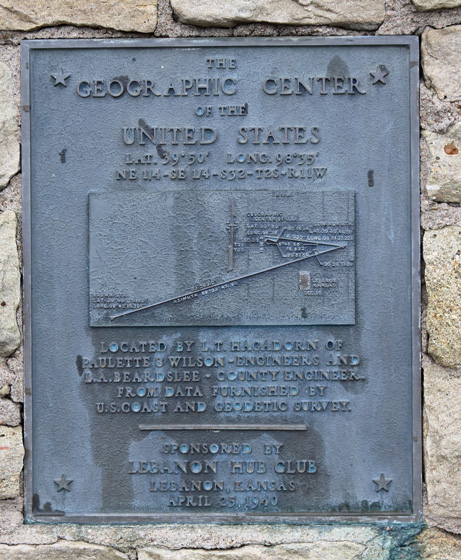 THE
GEOGRAPHIC CENTER
OF THE
UNITED STATES
LAT. 39°50' LONG. 98°35'
NE 1/4-SE 1/4-S32-T2S-R11W
LOCATED BY L.T. HAGADORN OF
PAULETTE & WILSON-ENGINEERS AND
L.A. BEARDSLEE - COUNTY ENGINEER
FROM DATA FURNISHED BY
U.S. COAST AND GEODETIC SURVEY.
SPONSORED BY
LEBANON HUB CLUB
LEBANON, KANSAS
APRIL 25, 1940